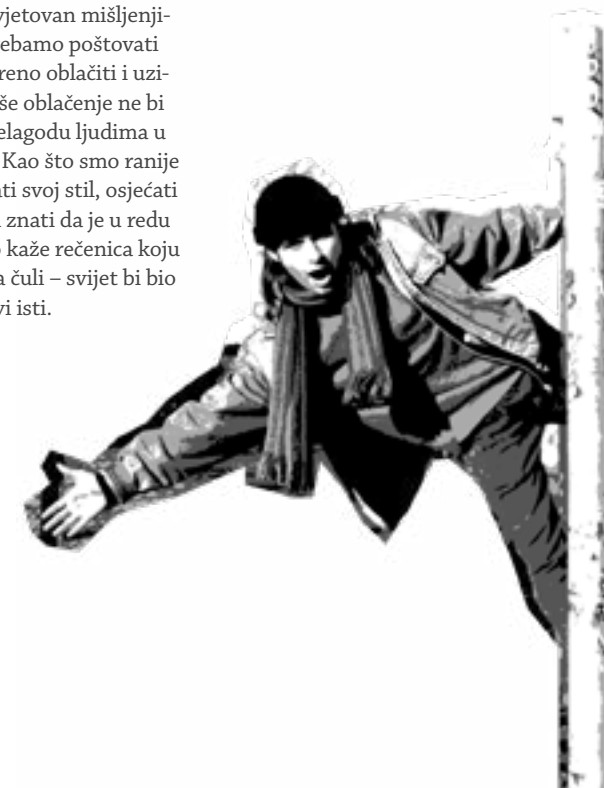 vjetovan mišljenji-
ebamo poštovati
reno oblačiti i uzi-
še oblačenje ne bi
elagodu ljudima u
Kao što smo ranije
ti svoj stil, osjećati
znati da je u redu
kaže rečenica koju
čuli – svijet bi bio
vi isti.